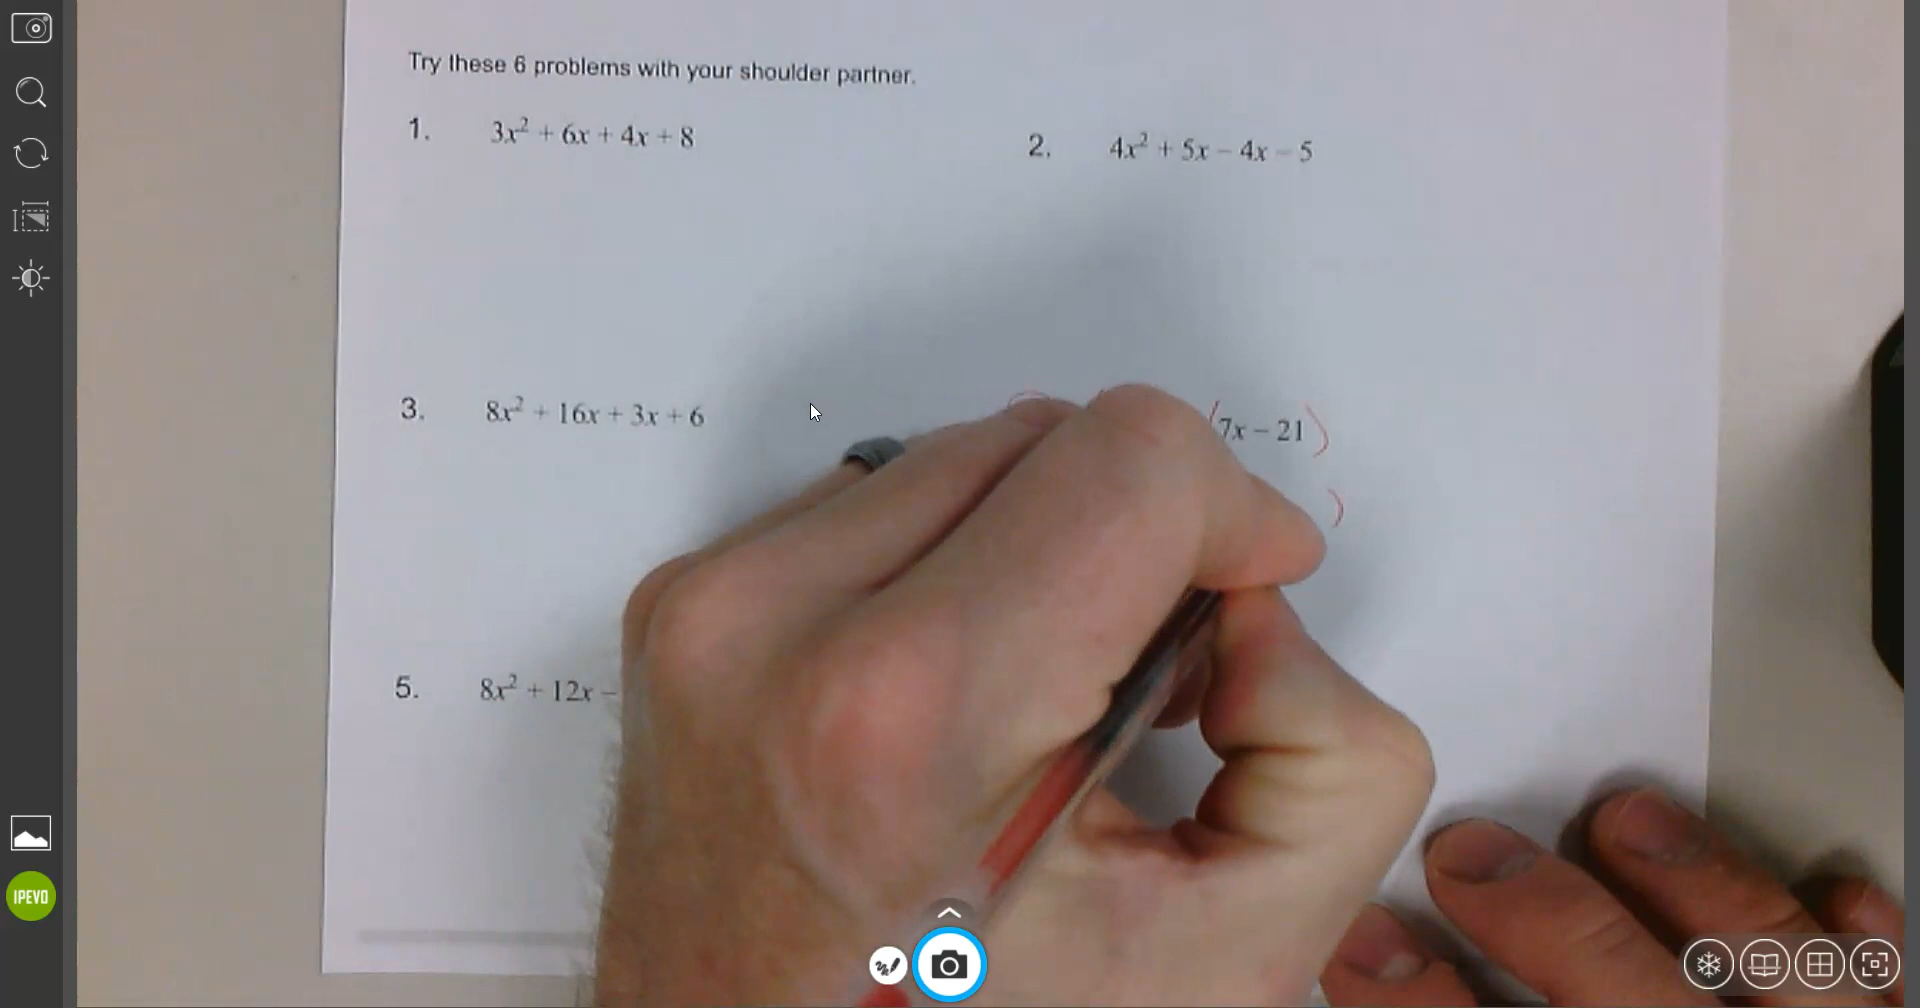 Try these 6 problems with your shoulder partner.
1. 3x² + 6x + 4x + 8
2. 4x² + 5x − 4x − 5
3. 8x² + 16x + 3x + 6
(7x − 21)
)
5. 8x² + 12x −
IPEVO